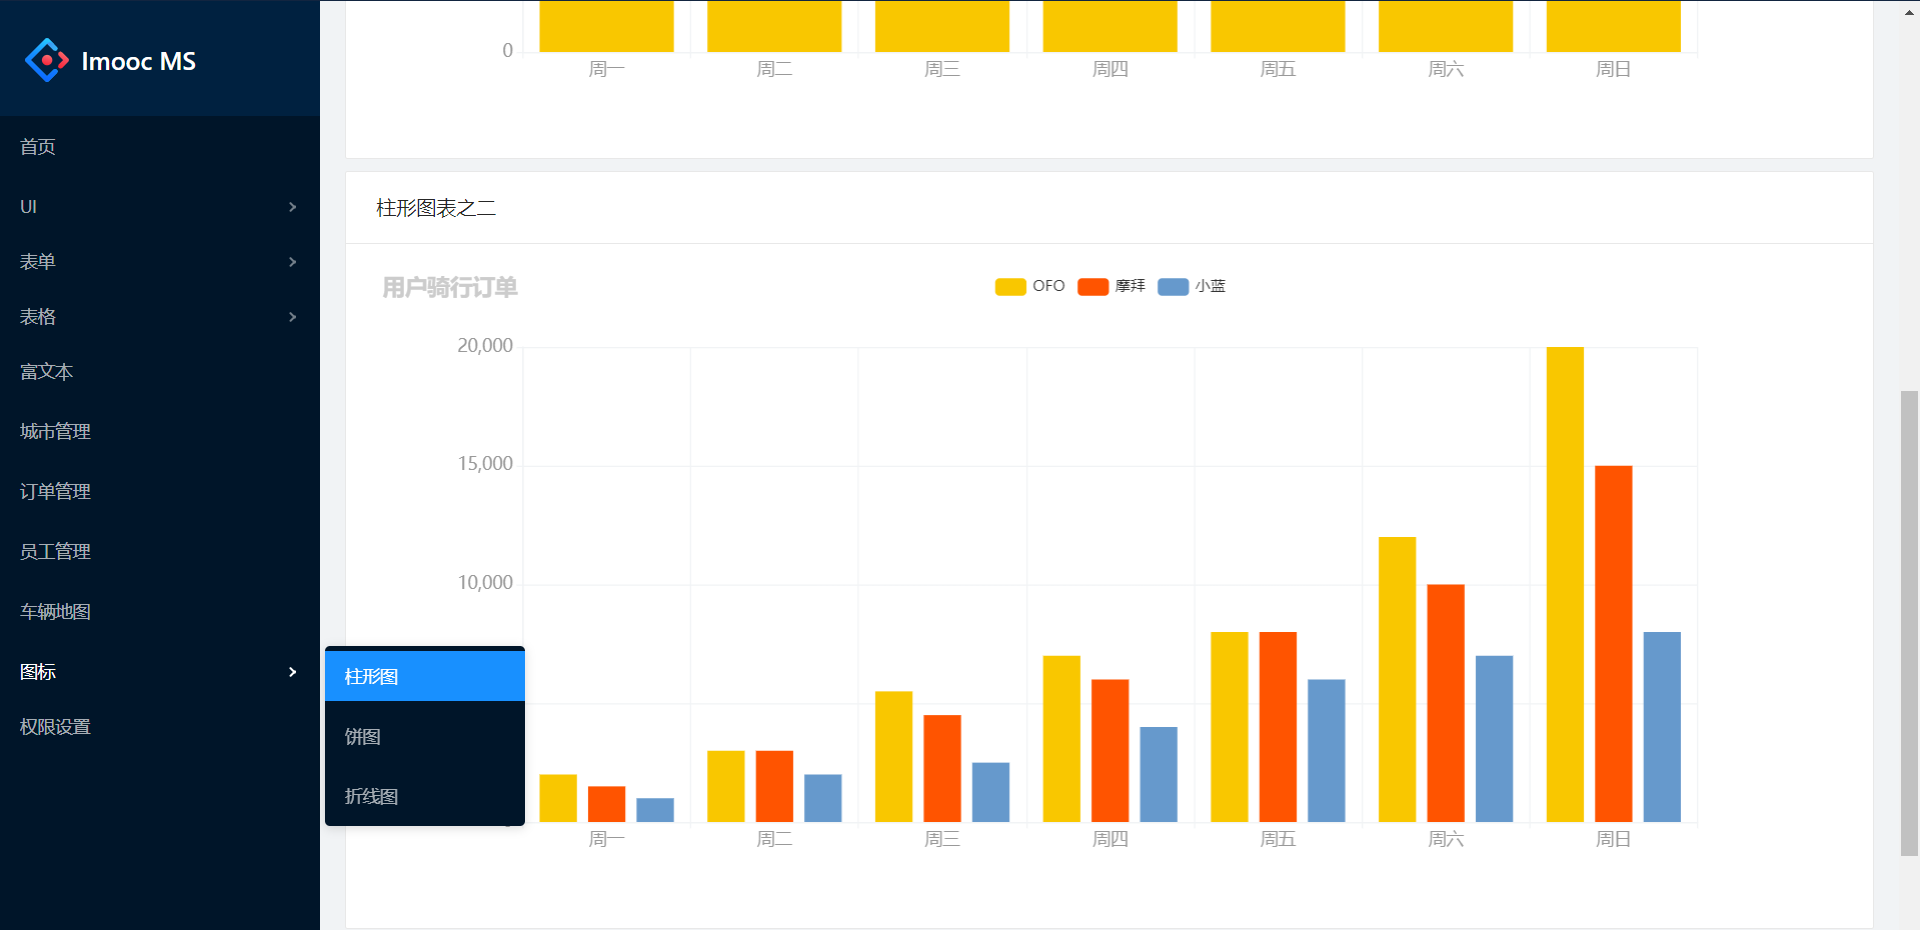 Imooc MS
首页
UI
表单
表格
富文本
城市管理
订单管理
员工管理
车辆地图
图标
权限设置
柱形图
饼图
折线图
0
周一 周二 周三 周四 周五 周六 周日
柱形图表之二
用户骑行订单
OFO 摩拜 小蓝
20,000
15,000
10,000
周一 周二 周三 周四 周五 周六 周日